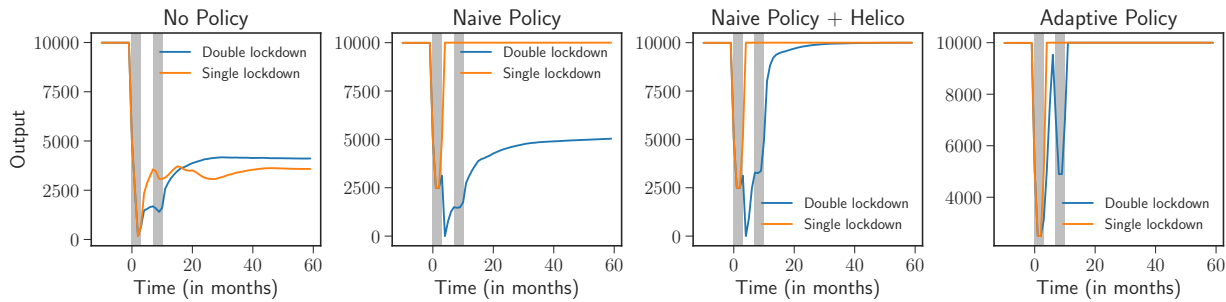 No Policy
Output
10000
7500
5000
2500
0
Double lockdown
Single lockdown
0 20 40 60
Time (in months)
Naive Policy
10000
7500
5000
2500
0
Double lockdown
Single lockdown
0 20 40 60
Time (in months)
Naive Policy + Helico
10000
7500
5000
2500
0
Double lockdown
Single lockdown
0 20 40 60
Time (in months)
Adaptive Policy
10000
8000
6000
4000
Double lockdown
Single lockdown
0 20 40 60
Time (in months)